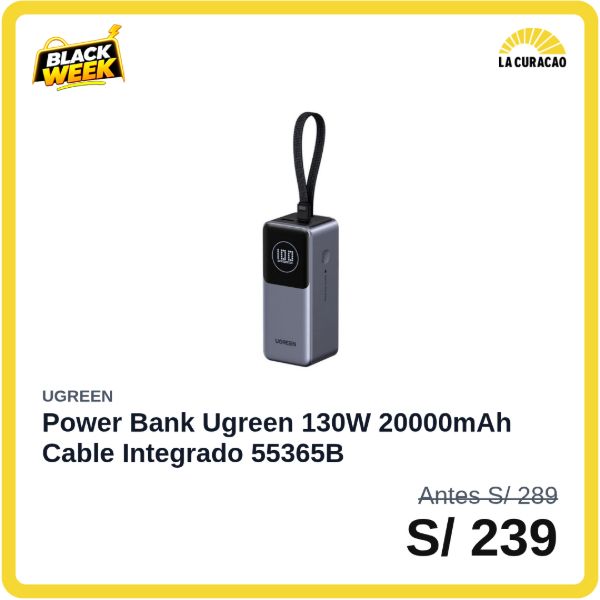 BLACK
WEEK
LA CURACAO
100
UGREEN
UGREEN
Power Bank Ugreen 130W 20000mAh
Cable Integrado 55365B
Antes S/ 289
S/ 239